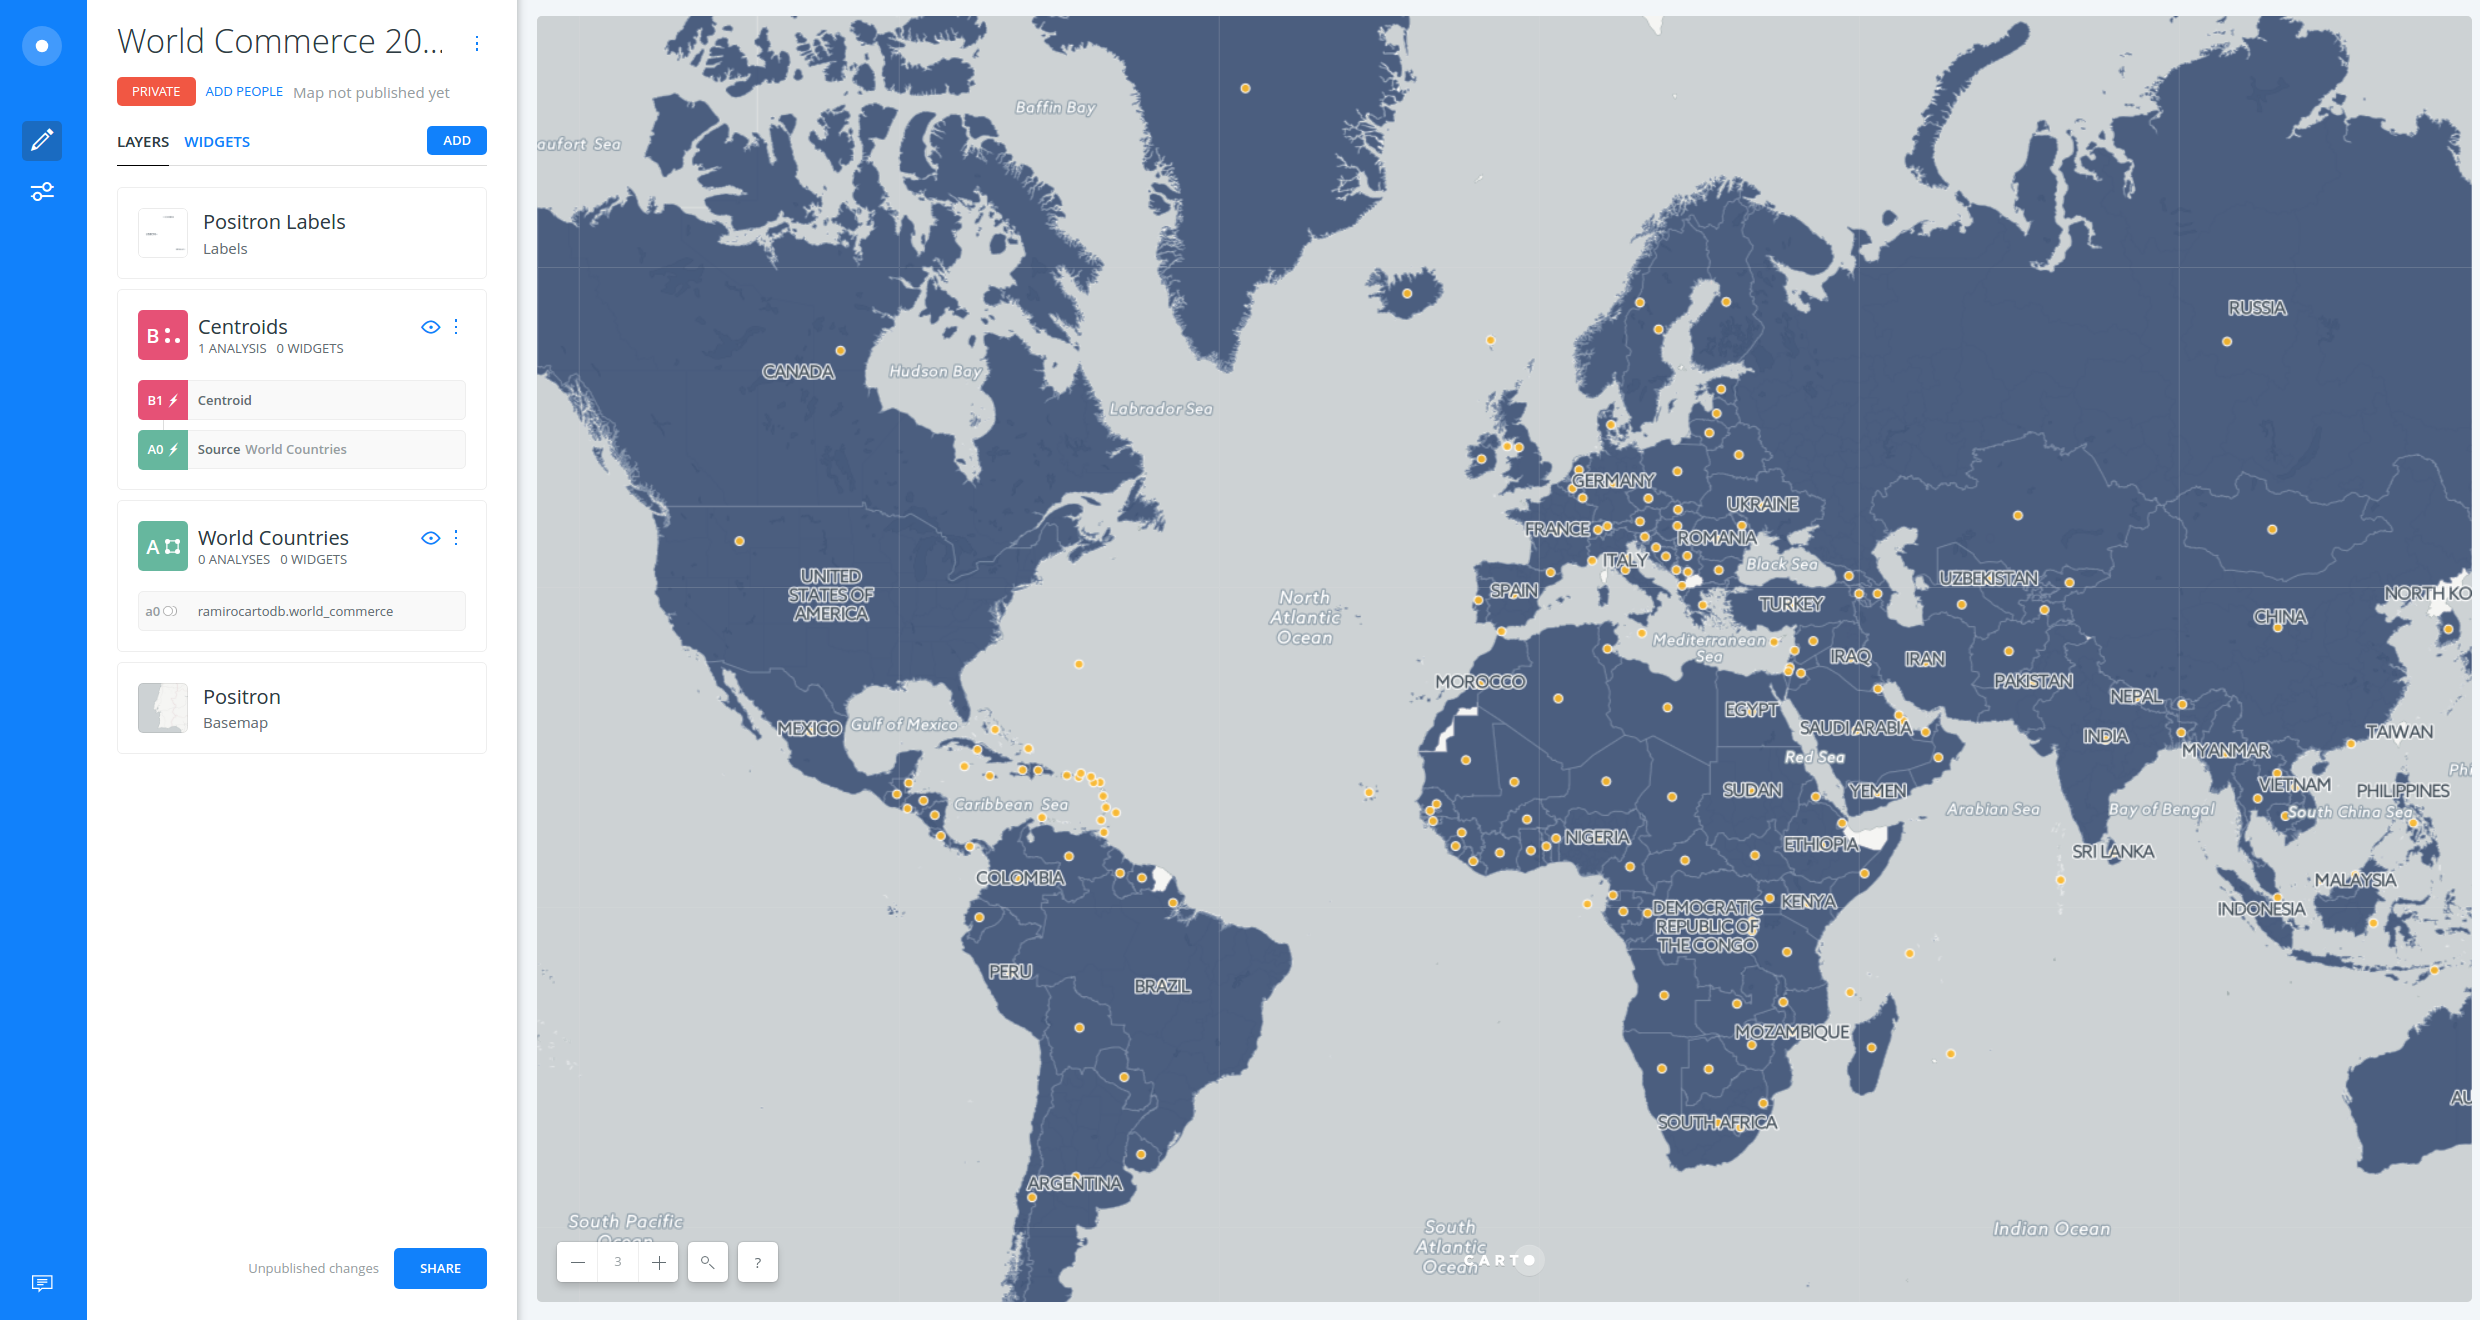 World Commerce 20...
PRIVATE ADD PEOPLE Map not published yet
LAYERS WIDGETS ADD
Positron Labels
Labels
B Centroids
1 ANALYSIS 0 WIDGETS
B1 Centroid
A0 Source World Countries
A World Countries
0 ANALYSES 0 WIDGETS
a0 ramirocartodb.world_commerce
Positron
Basemap
Unpublished changes SHARE
Baffin Bay
aufort Sea
RUSSIA
CANADA
Hudson Bay
Labrador Sea
GERMANY
UKRAINE
FRANCE
ROMANIA
ITALY
Black Sea
UNITED
STATES OF
AMERICA
SPAIN
UZBEKISTAN
NORTH KO
TURKEY
North
Atlantic
Ocean
CHINA
Mediterranean
Sea
IRAQ
IRAN
MOROCCO
PAKISTAN
NEPAL
MEXICO
Gulf of Mexico
EGYPT
SAUDI ARABIA
INDIA
TAIWAN
MYANMAR
Red Sea
Phi
SUDAN
YEMEN
VIETNAM
PHILIPPINES
Caribbean Sea
Arabian Sea
Bay of Bengal
South China Sea
NIGERIA
ETHIOPIA
SRI LANKA
COLOMBIA
MALAYSIA
DEMOCRATIC
REPUBLIC OF
THE CONGO
KENYA
INDONESIA
PERU
BRAZIL
MOZAMBIQUE
AU
SOUTH AFRICA
ARGENTINA
South Pacific
Ocean
South
Atlantic
Ocean
Indian Ocean
CARTO
3
?